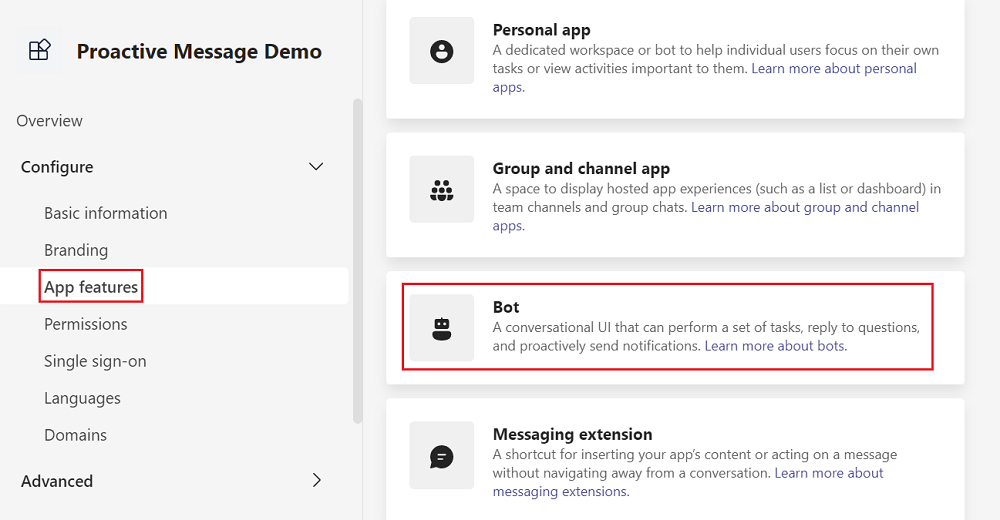 Proactive Message Demo
Overview
Configure
Basic information
Branding
App features
Permissions
Single sign-on
Languages
Domains
Advanced
Personal app
A dedicated workspace or bot to help individual users focus on their own
tasks or view activities important to them. Learn more about personal
apps.
Group and channel app
A space to display hosted app experiences (such as a list or dashboard) in
team channels and group chats. Learn more about group and channel
apps.
Bot
A conversational UI that can perform a set of tasks, reply to questions,
and proactively send notifications. Learn more about bots.
Messaging extension
A shortcut for inserting your app's content or acting on a message
without navigating away from a conversation. Learn more about
messaging extensions.